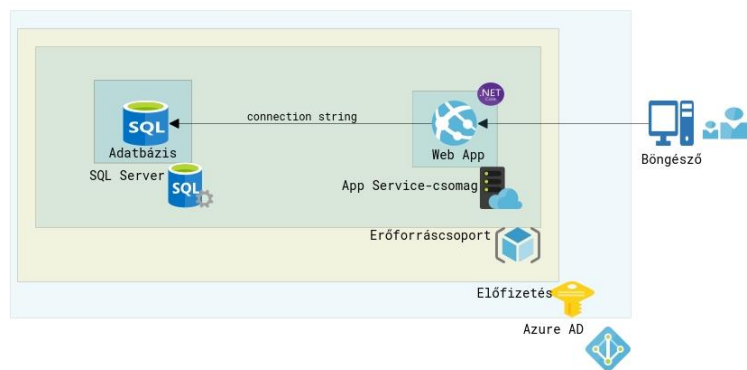 .NET
Core
connection string
SQL
Adatbázis
Web App
Böngésző
SQL Server
SQL
App Service-csomag
Erőforráscsoport
Előfizetés
Azure AD